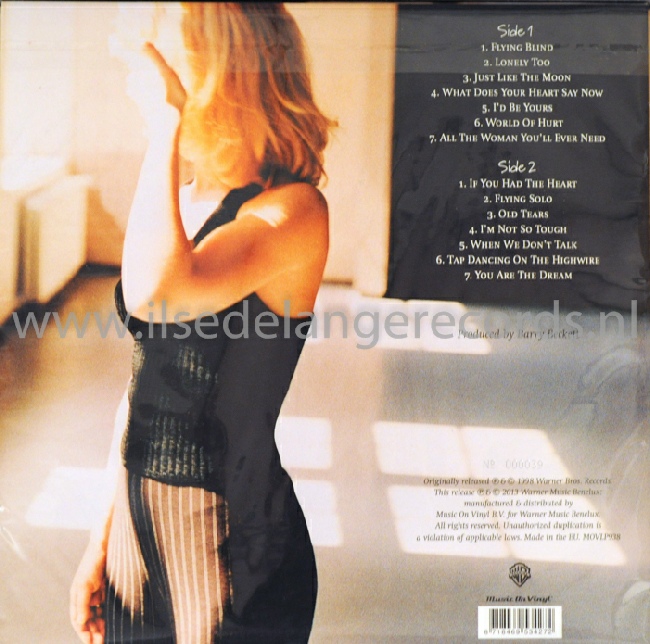 Side 1
1. Flying Blind
2. Lonely Too
3. Just Like The Moon
4. What Does Your Heart Say Now
5. I'd Be Yours
6. World Of Hurt
7. All The Woman You'll Ever Need
Side 2
1. If You Had The Heart
2. Flying Solo
3. Old Tears
4. I'm Not So Tough
5. When We Don't Talk
6. Tap Dancing On The Highwire
7. You Are The Dream
www.ilsedelangerecords.nl
Produced by Barry Beckett
Originally released ℗ & © 1998 Warner Bros. Records
This release ℗ & © 2013 Warner Music Benelux
manufactured & distributed by
Music On Vinyl B.V. for Warner Music Benelux.
All rights reserved. Unauthorized duplication is
a violation of applicable laws. Made in the EU. MOVLP938
Music On Vinyl
8 718469 534272